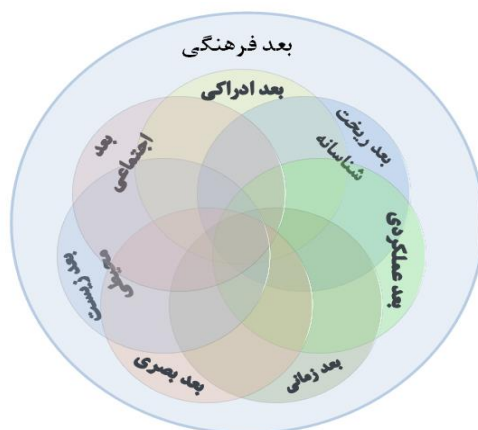 بعد فرهنگی
بعد ادراکی
بعد ریخت
شناسانه
بعد عملکردی
بعد زمانی
بعد بصری
بعد زیست
محیطی
بعد
اجتماعی